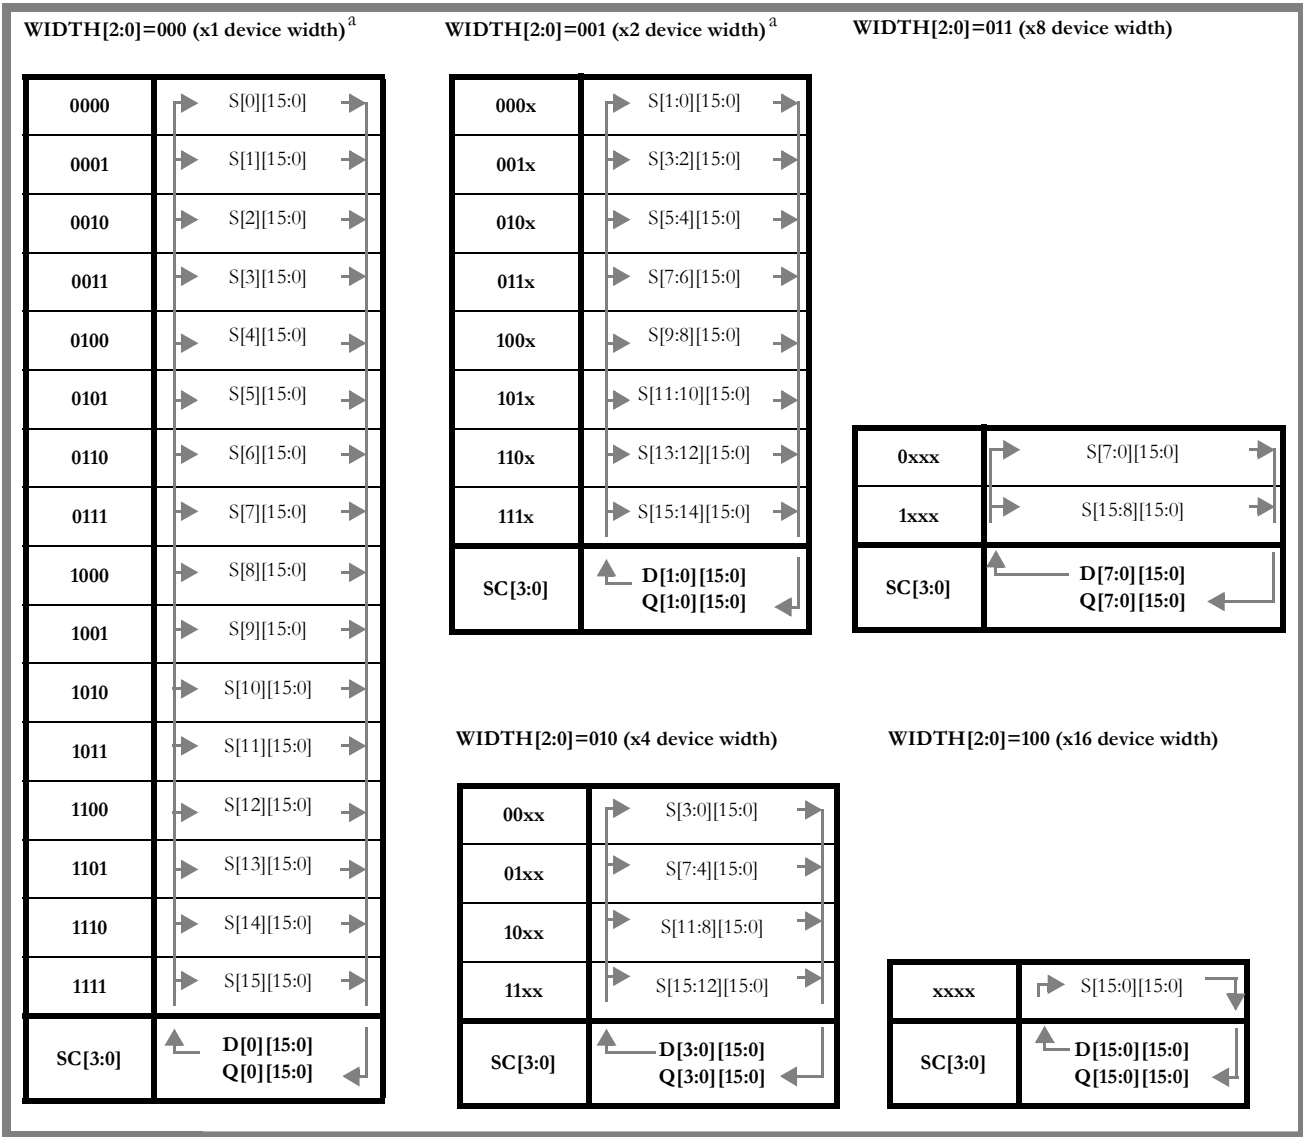 WIDTH[2:0]=000 (x1 device width)a
0000 S[0][15:0]
0001 S[1][15:0]
0010 S[2][15:0]
0011 S[3][15:0]
0100 S[4][15:0]
0101 S[5][15:0]
0110 S[6][15:0]
0111 S[7][15:0]
1000 S[8][15:0]
1001 S[9][15:0]
1010 S[10][15:0]
1011 S[11][15:0]
1100 S[12][15:0]
1101 S[13][15:0]
1110 S[14][15:0]
1111 S[15][15:0]
SC[3:0]
D[0][15:0]
Q[0][15:0]
WIDTH[2:0]=001 (x2 device width)a
000x S[1:0][15:0]
001x S[3:2][15:0]
010x S[5:4][15:0]
011x S[7:6][15:0]
100x S[9:8][15:0]
101x S[11:10][15:0]
110x S[13:12][15:0]
111x S[15:14][15:0]
SC[3:0]
D[1:0][15:0]
Q[1:0][15:0]
WIDTH[2:0]=011 (x8 device width)
0xxx S[7:0][15:0]
1xxx S[15:8][15:0]
SC[3:0]
D[7:0][15:0]
Q[7:0][15:0]
WIDTH[2:0]=010 (x4 device width)
00xx S[3:0][15:0]
01xx S[7:4][15:0]
10xx S[11:8][15:0]
11xx S[15:12][15:0]
SC[3:0]
D[3:0][15:0]
Q[3:0][15:0]
WIDTH[2:0]=100 (x16 device width)
xxxx S[15:0][15:0]
SC[3:0]
D[15:0][15:0]
Q[15:0][15:0]